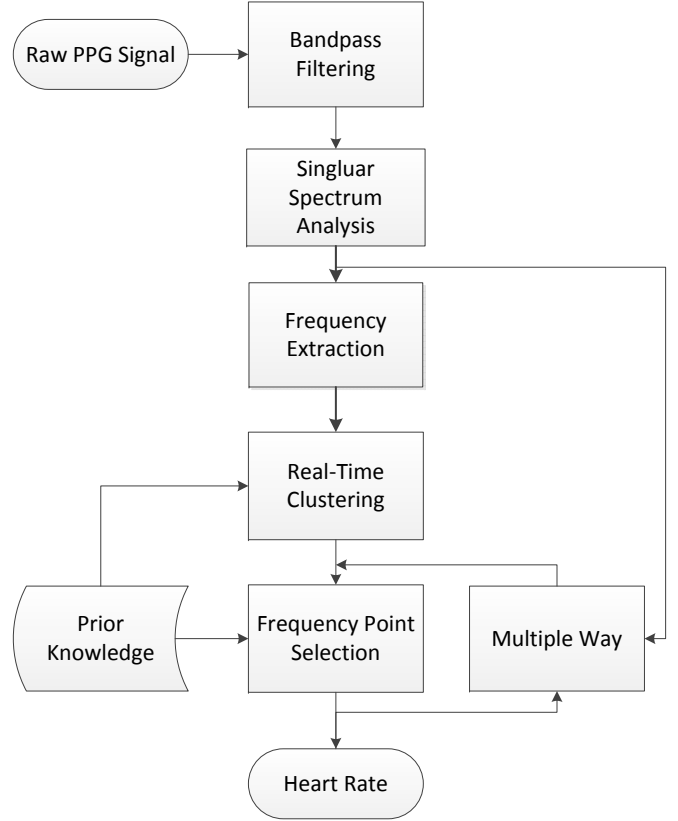 Raw PPG Signal
Bandpass
Filtering
Singluar
Spectrum
Analysis
Frequency
Extraction
Real-Time
Clustering
Prior
Knowledge
Frequency Point
Selection
Multiple Way
Heart Rate